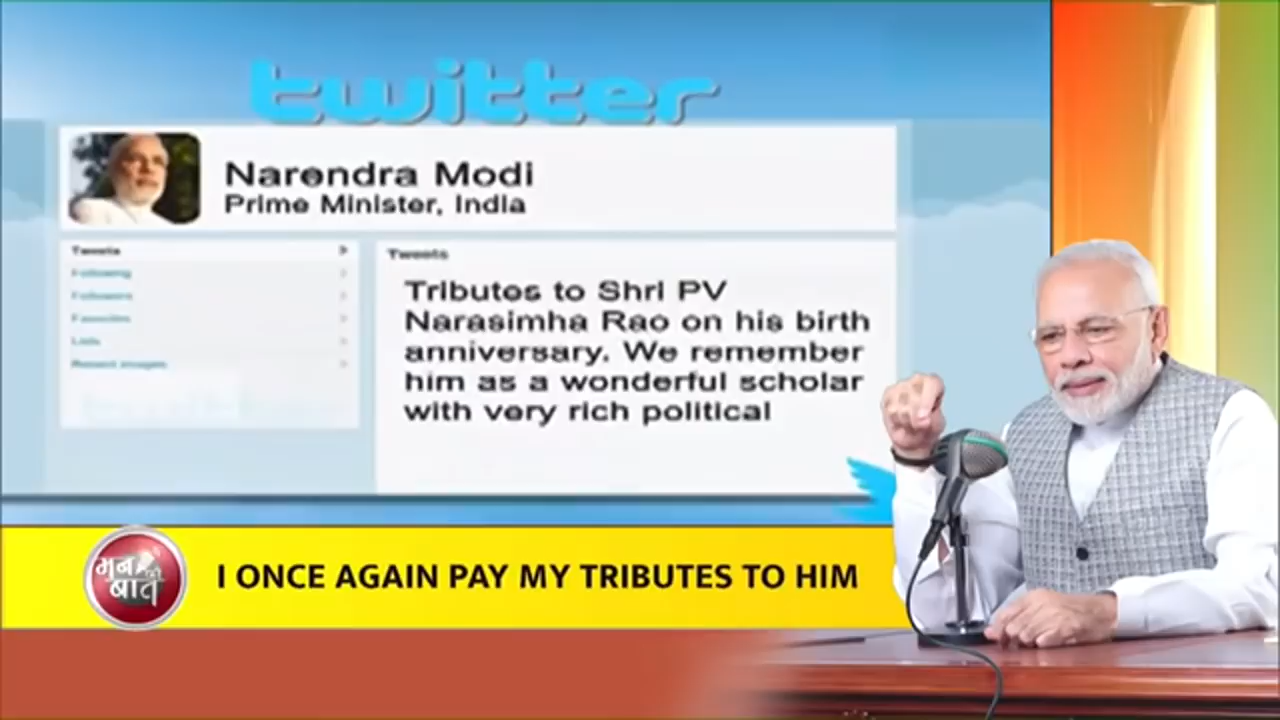 twitter
Narendra Modi
Prime Minister, India
Tweets
Following
Followers
Favorites
Lists
Recent images
Tweets
Tributes to Shri PV
Narasimha Rao on his birth
anniversary. We remember
him as a wonderful scholar
with very rich political
मन की
बात
I ONCE AGAIN PAY MY TRIBUTES TO HIM